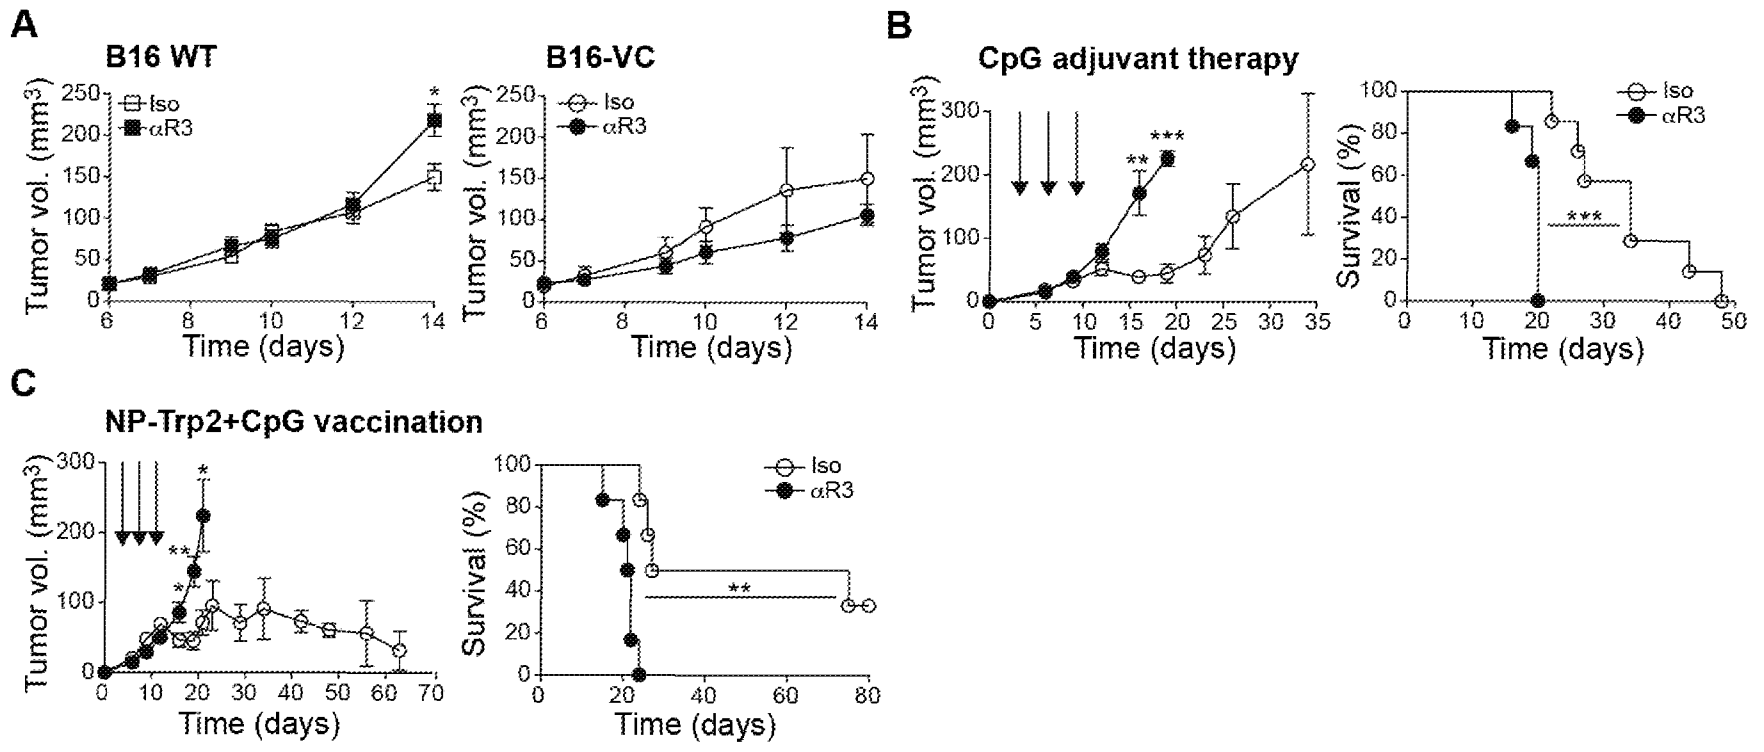 A
B16 WT
Tumor vol. (mm3)
250
200
150
100
50
0
Iso
αR3
*
6
8
10
12
14
Time (days)
B16-VC
Tumor vol. (mm3)
250
200
150
100
50
0
Iso
αR3
6
8
10
12
14
Time (days)
B
CpG adjuvant therapy
Tumor vol. (mm3)
300
200
100
0
**
***
0
5
10
15
20
25
30
35
Time (days)
Survival (%)
100
80
60
40
20
0
Iso
αR3
***
0
10
20
30
40
50
Time (days)
C
NP-Trp2+CpG vaccination
Tumor vol. (mm3)
300
200
100
0
*
**
*
0
10
20
30
40
50
60
70
Time (days)
Survival (%)
100
80
60
40
20
0
Iso
αR3
**
0
20
40
60
80
Time (days)